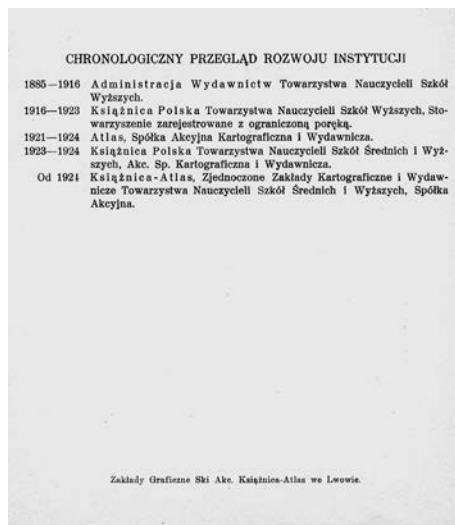 CHRONOLOGICZNY PRZEGLĄD ROZWOJU INSTYTUCJI
1885—1916 Administracja Wydawnictw Towarzystwa Nauczycieli Szkół
Wyższych.
1916—1923 Książnica Polska Towarzystwa Nauczycieli Szkół Wyższych, Sto-
warzyszenie zarejestrowane z ograniczoną poręką.
1921—1924 Atlas, Spółka Akcyjna Kartograficzna i Wydawnicza.
1923—1924 Książnica Polska Towarzystwa Nauczycieli Szkół Średnich i Wyż-
szych, Akc. Sp. Kartograficzna i Wydawnicza.
Od 1924 Książnica-Atlas, Zjednoczone Zakłady Kartograficzne i Wydaw-
nicze Towarzystwa Nauczycieli Szkół Średnich i Wyższych, Spółka
Akcyjna.
Zakłady Graficzne Ski Akc. Książnica-Atlas we Lwowie.